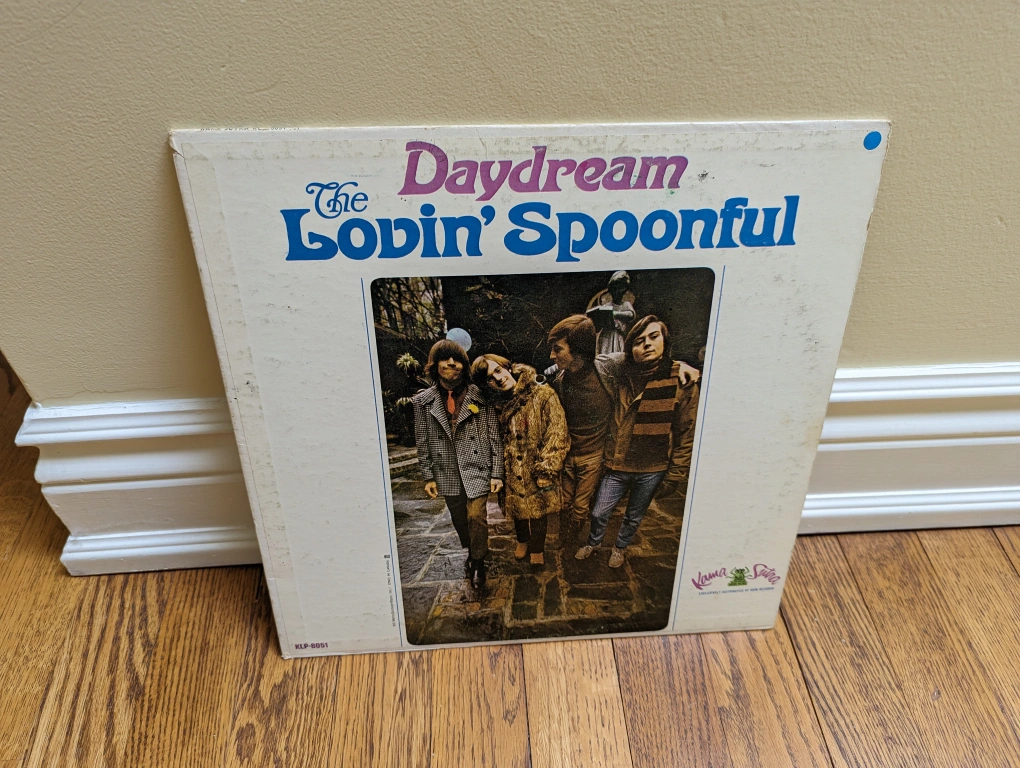 Daydream
The
Lovin' Spoonful
Kama Sutra
KLP-8051